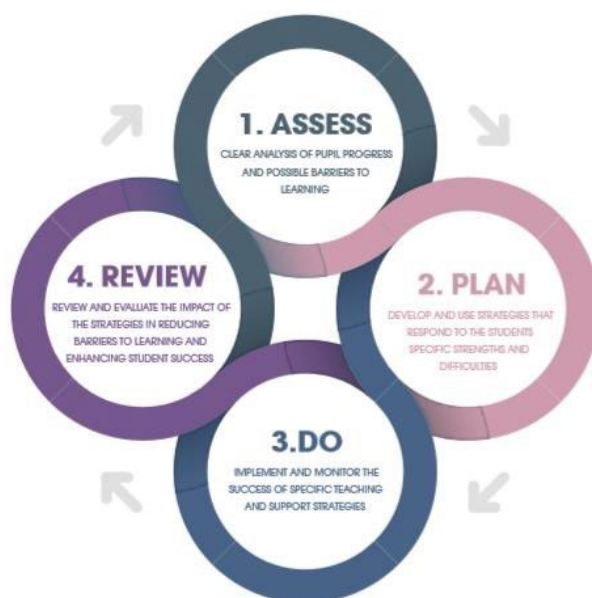 1. ASSESS
CLEAR ANALYSIS OF PUPIL PROGRESS
AND POSSIBLE BARRIERS TO
LEARNING
2. PLAN
DEVELOP AND USE STRATEGIES THAT
RESPOND TO THE STUDENTS
SPECIFIC STRENGTHS AND
DIFFICULTIES
3.DO
IMPLEMENT AND MONITOR THE
SUCCESS OF SPECIFIC TEACHING
AND SUPPORT STRATEGIES
4. REVIEW
REVIEW AND EVALUATE THE IMPACT OF
THE STRATEGIES IN REDUCING
BARRIERS TO LEARNING AND
ENHANCING STUDENT SUCCESS